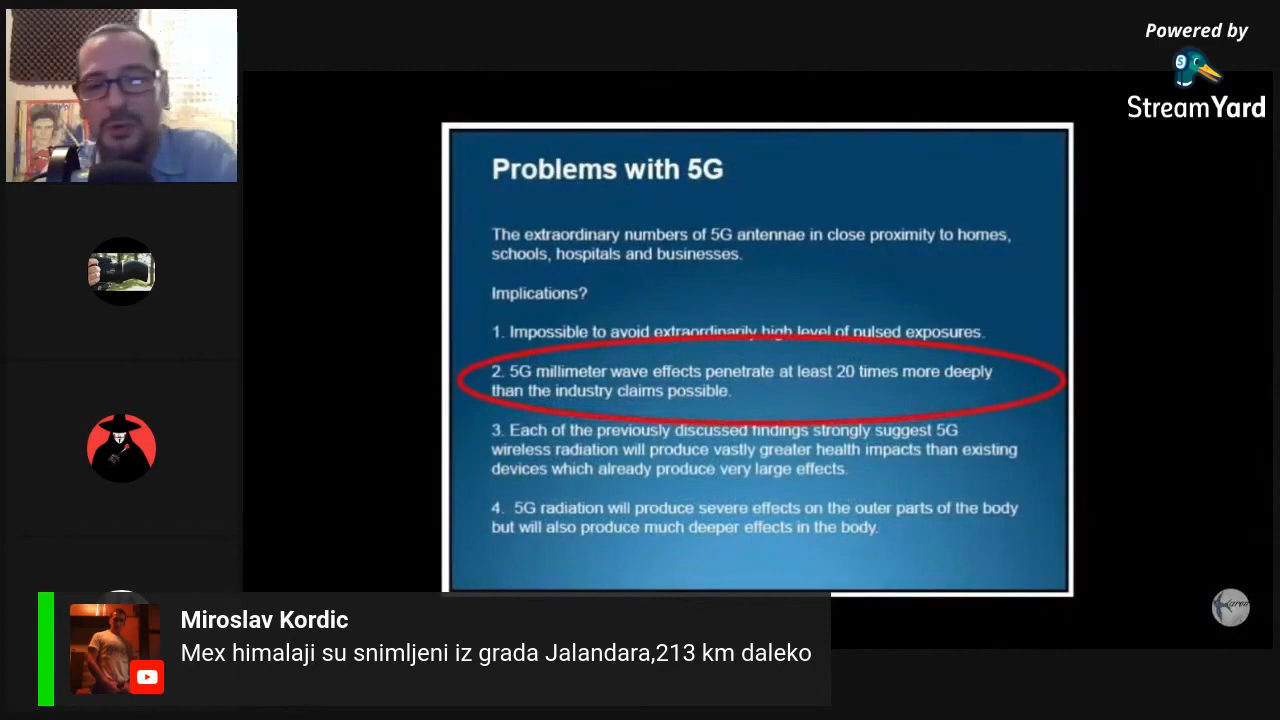 Powered by
StreamYard
Problems with 5G
The extraordinary numbers of 5G antennae in close proximity to homes,
schools, hospitals and businesses.
Implications?
1. Impossible to avoid extraordinarily high level of pulsed exposures.
2. 5G millimeter wave effects penetrate at least 20 times more deeply
than the industry claims possible.
3. Each of the previously discussed findings strongly suggest 5G
wireless radiation will produce vastly greater health impacts than existing
devices which already produce very large effects.
4. 5G radiation will produce severe effects on the outer parts of the body
but will also produce much deeper effects in the body.
Miroslav Kordic
Mex himalaji su snimljeni iz grada Jalandara,213 km daleko